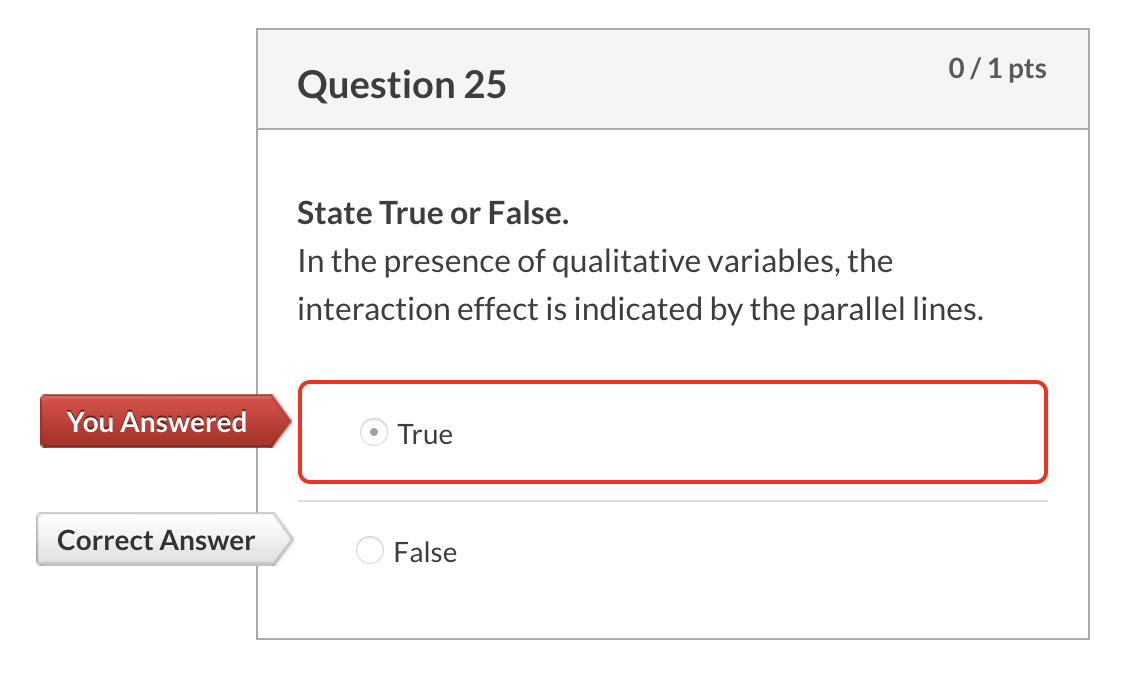 Question 25
0 / 1 pts
State True or False.
In the presence of qualitative variables, the
interaction effect is indicated by the parallel lines.
You Answered
True
Correct Answer
False